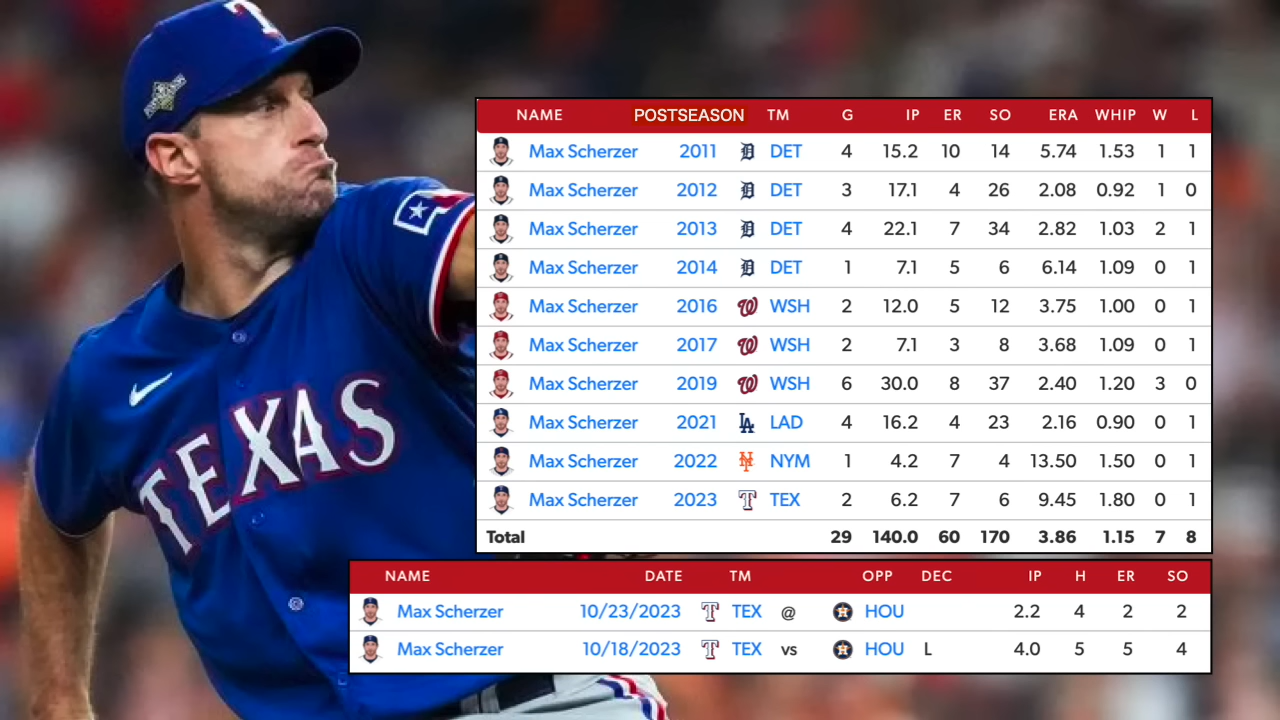 T
TEXAS
NAME POSTSEASON TM G IP ER SO ERA WHIP W L
Max Scherzer 2011 D DET 4 15.2 10 14 5.74 1.53 1 1
Max Scherzer 2012 D DET 3 17.1 4 26 2.08 0.92 1 0
Max Scherzer 2013 D DET 4 22.1 7 34 2.82 1.03 2 1
Max Scherzer 2014 D DET 1 7.1 5 6 6.14 1.09 0 1
Max Scherzer 2016 W WSH 2 12.0 5 12 3.75 1.00 0 1
Max Scherzer 2017 W WSH 2 7.1 3 8 3.68 1.09 0 1
Max Scherzer 2019 W WSH 6 30.0 8 37 2.40 1.20 3 0
Max Scherzer 2021 LA LAD 4 16.2 4 23 2.16 0.90 0 1
Max Scherzer 2022 NY NYM 1 4.2 7 4 13.50 1.50 0 1
Max Scherzer 2023 T TEX 2 6.2 7 6 9.45 1.80 0 1
Total 29 140.0 60 170 3.86 1.15 7 8
NAME DATE TM OPP DEC IP H ER SO
Max Scherzer 10/23/2023 T TEX @ H HOU 2.2 4 2 2
Max Scherzer 10/18/2023 T TEX vs H HOU L 4.0 5 5 4